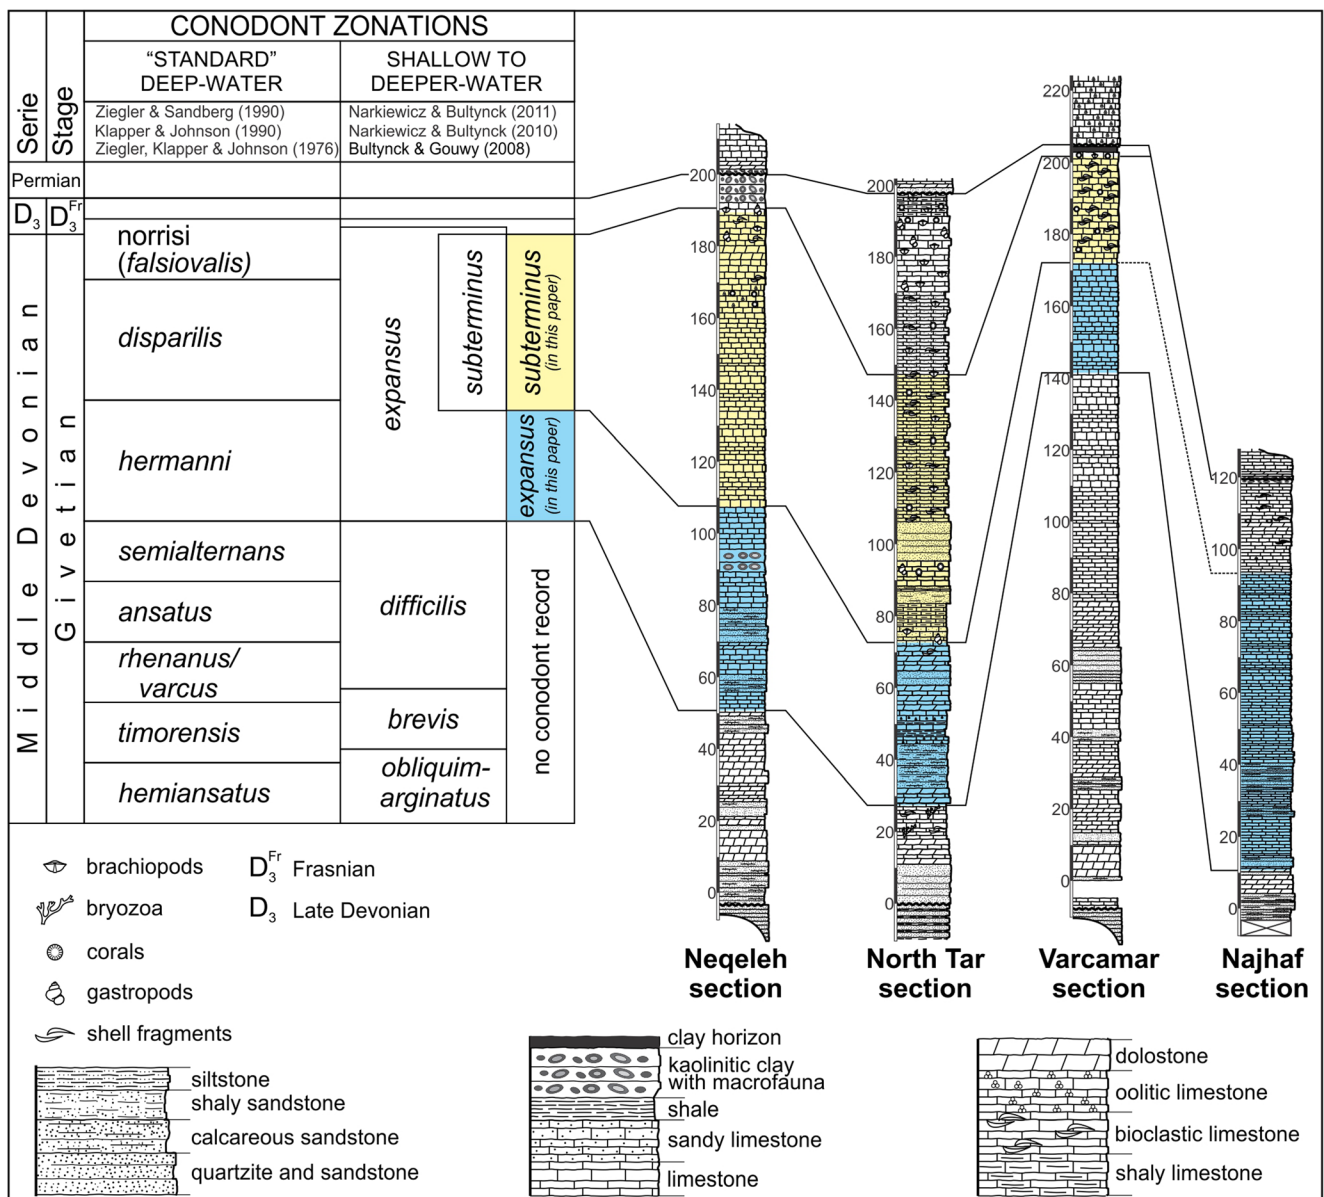 CONODONT ZONATIONS
Serie
Stage
“STANDARD”
DEEP-WATER
SHALLOW TO
DEEPER-WATER
Ziegler & Sandberg (1990)
Klapper & Johnson (1990)
Ziegler, Klapper & Johnson (1976)
Narkiewicz & Bultynck (2011)
Narkiewicz & Bultynck (2010)
Bultynck & Gouwy (2008)
Permian
D3
D3Fr
Middle Devonian
Givetian
norrisi
(falsiovalis)
disparilis
hermanni
semialternans
ansatus
rhenanus/
varcus
timorensis
hemiansatus
expansus
difficilis
brevis
obliquim-
arginatus
subterminus
subterminus
(in this paper)
expansus
(in this paper)
no conodont record
200
180
160
140
120
100
80
60
40
20
0
Neqeleh
section
200
180
160
140
120
100
80
60
40
20
0
North Tar
section
220
200
180
160
140
120
100
80
60
40
20
0
Varcamar
section
120
100
80
60
40
20
0
Najhaf
section
brachiopods
bryozoa
corals
gastropods
shell fragments
D3Fr Frasnian
D3 Late Devonian
siltstone
shaly sandstone
calcareous sandstone
quartzite and sandstone
clay horizon
kaolinitic clay
with macrofauna
shale
sandy limestone
limestone
dolostone
oolitic limestone
bioclastic limestone
shaly limestone